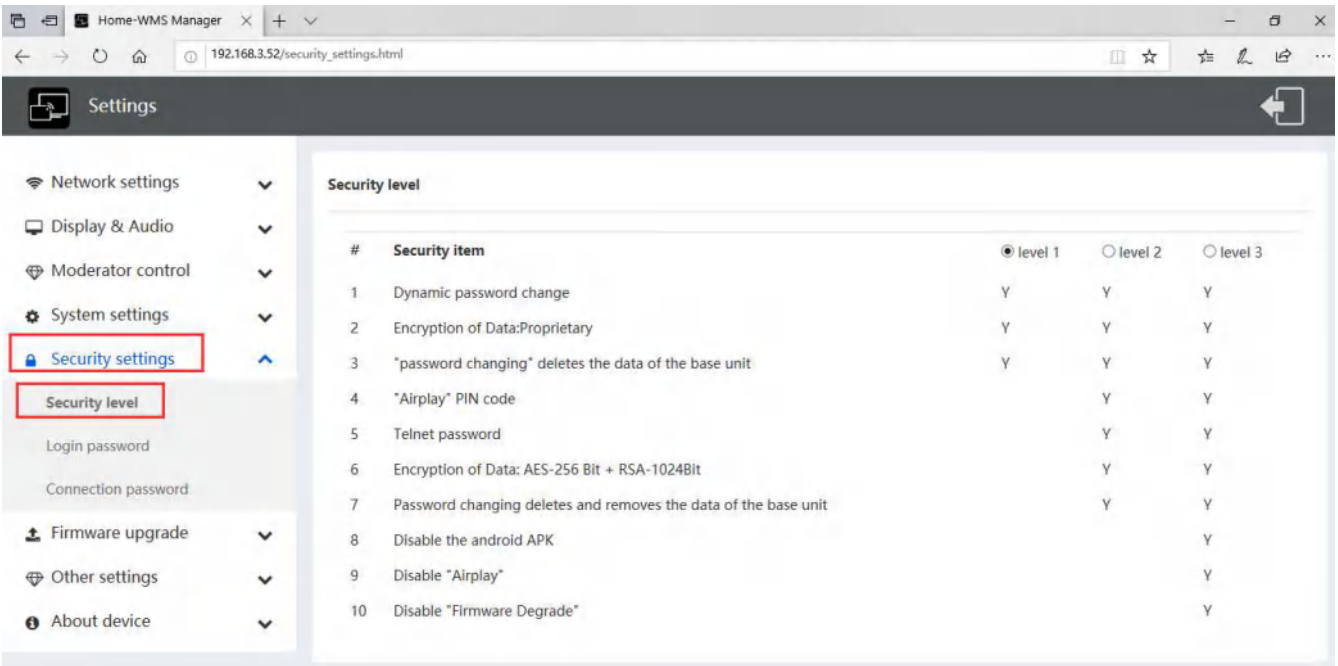 Home-WMS Manager
192.168.3.52/security_settings.html
Settings
Network settings
Display & Audio
Moderator control
System settings
Security settings
Security level
Login password
Connection password
Firmware upgrade
Other settings
About device
Security level
# Security item level 1 level 2 level 3
1 Dynamic password change Y Y Y
2 Encryption of Data:Proprietary Y Y Y
3 "password changing" deletes the data of the base unit Y Y Y
4 "Airplay" PIN code Y Y
5 Telnet password Y Y
6 Encryption of Data: AES-256 Bit + RSA-1024Bit Y Y
7 Password changing deletes and removes the data of the base unit Y Y
8 Disable the android APK Y
9 Disable "Airplay" Y
10 Disable "Firmware Degrade" Y